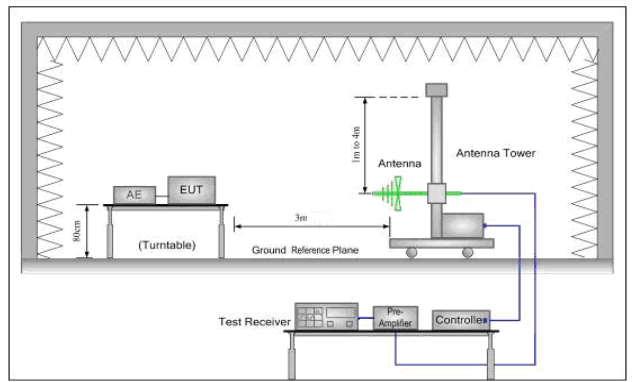 1m to 4m
Antenna
Antenna Tower
AE
EUT
80cm
3m
(Turntable)
Ground Reference Plane
Test Receiver
Pre-
Amplifier
Controller